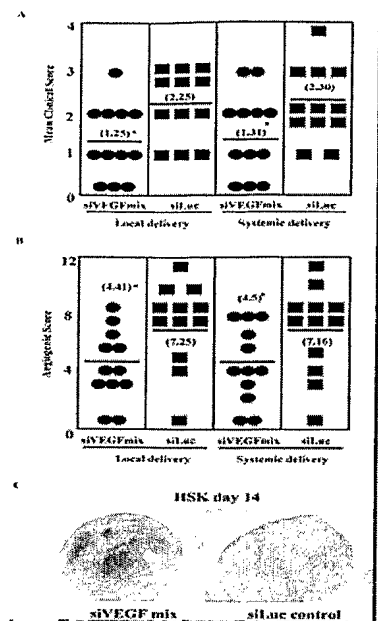 A
Mean Clinical Score
4
3
2
1
0
(1.25)*
(2.25)
(1.31)
*
(2.30)
siVEGFmix siLuc siVEGFmix siLuc
Local delivery Systemic delivery
B
Angiogenic Score
12
8
4
0
(4.41)*
(7.25)
(4.5)*
(7.16)
siVEGFmix siLuc siVEGFmix siLuc
Local delivery Systemic delivery
C
HSK day 14
siVEGF mix siLuc control